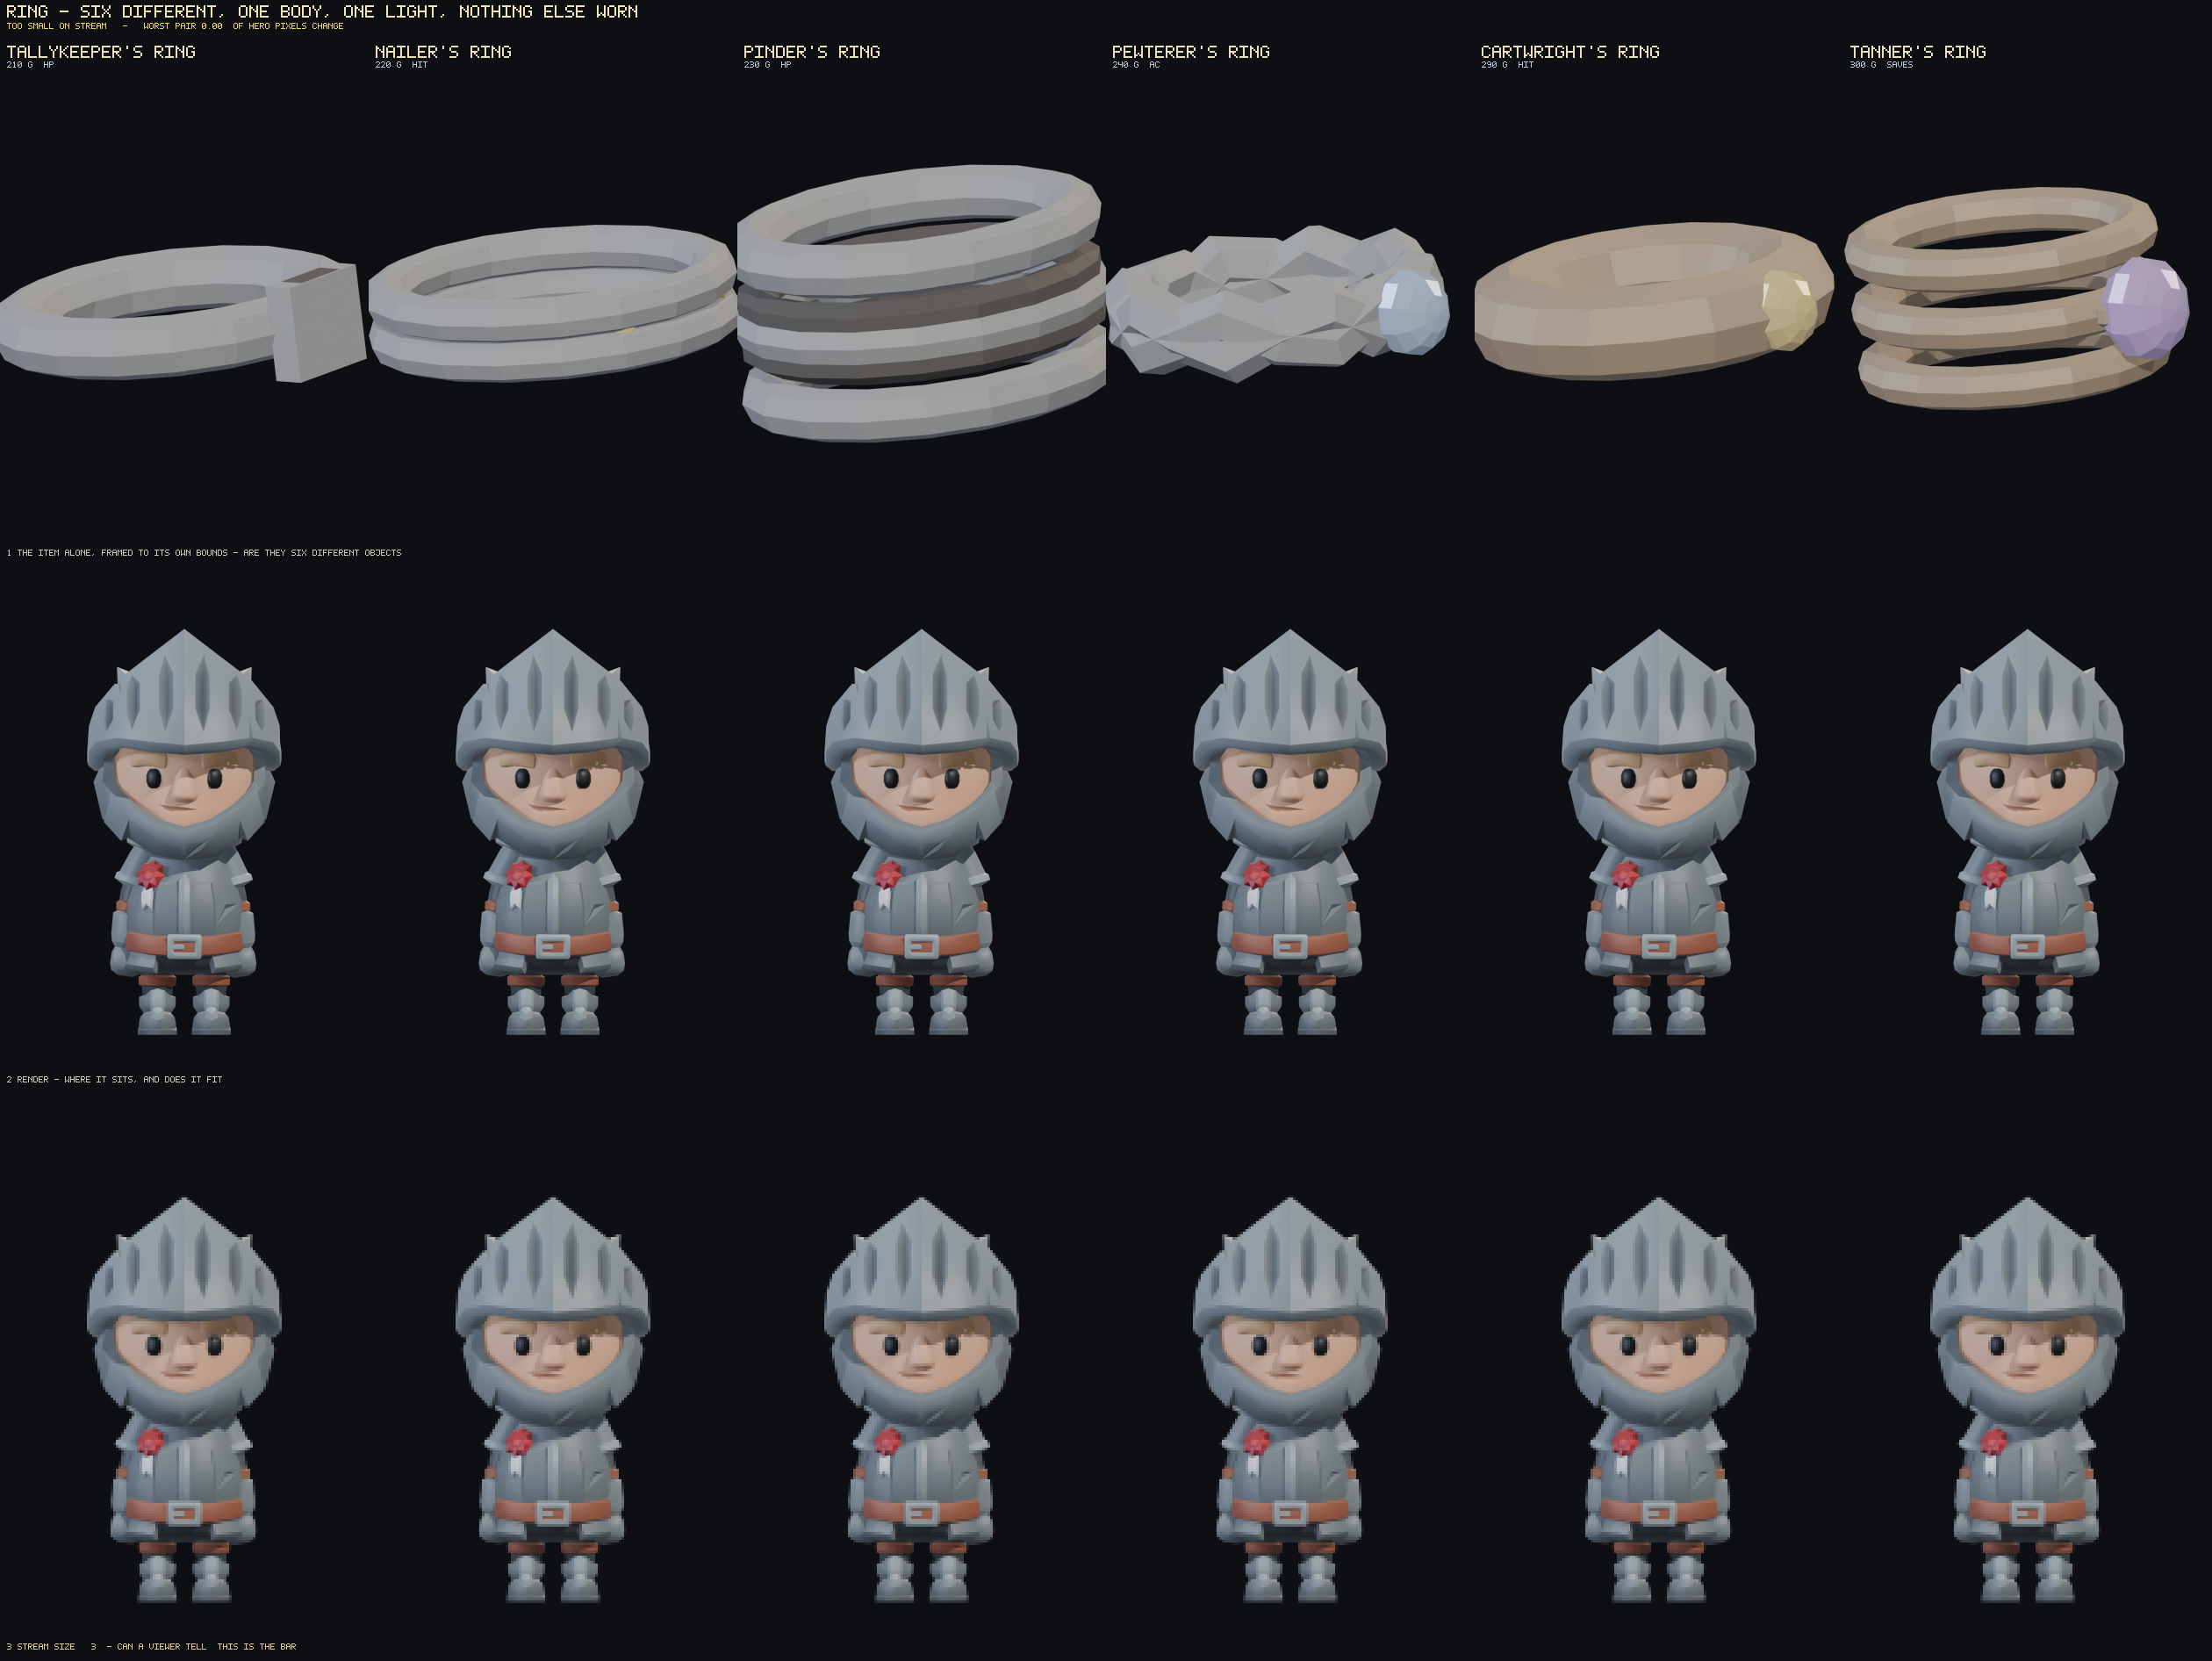 RING - SIX DIFFERENT, ONE BODY, ONE LIGHT, NOTHING ELSE WORN
TOO SMALL ON STREAM - WORST PAIR 0.00 OF HERO PIXELS CHANGE
TALLYKEEPER'S RING
210 G HP
NAILER'S RING
220 G HIT
PINDER'S RING
230 G HP
PEWTERER'S RING
240 G AC
CARTWRIGHT'S RING
290 G HIT
TANNER'S RING
300 G SAVES
1 THE ITEM ALONE, FRAMED TO ITS OWN BOUNDS - ARE THEY SIX DIFFERENT OBJECTS
2 RENDER - WHERE IT SITS, AND DOES IT FIT
3 STREAM SIZE 3 - CAN A VIEWER TELL THIS IS THE BAR